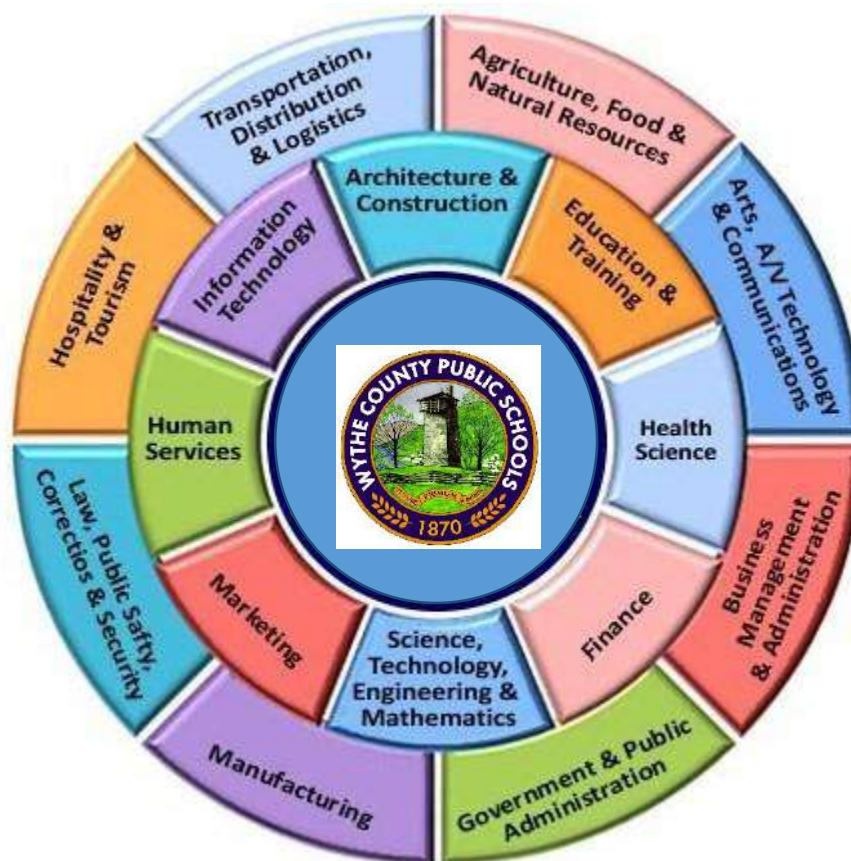 Transportation,
Distribution
& Logistics
Agriculture, Food &
Natural Resources
Arts, A/V Technology
& Communications
Business
Management
& Administration
Government & Public
Administration
Manufacturing
Law, Public Safty,
Correctios & Security
Hospitality &
Tourism
Architecture &
Construction
Education &
Training
Health
Science
Finance
Science,
Technology,
Engineering &
Mathematics
Marketing
Human
Services
Information
Technology
WYTHE COUNTY PUBLIC SCHOOLS
1870